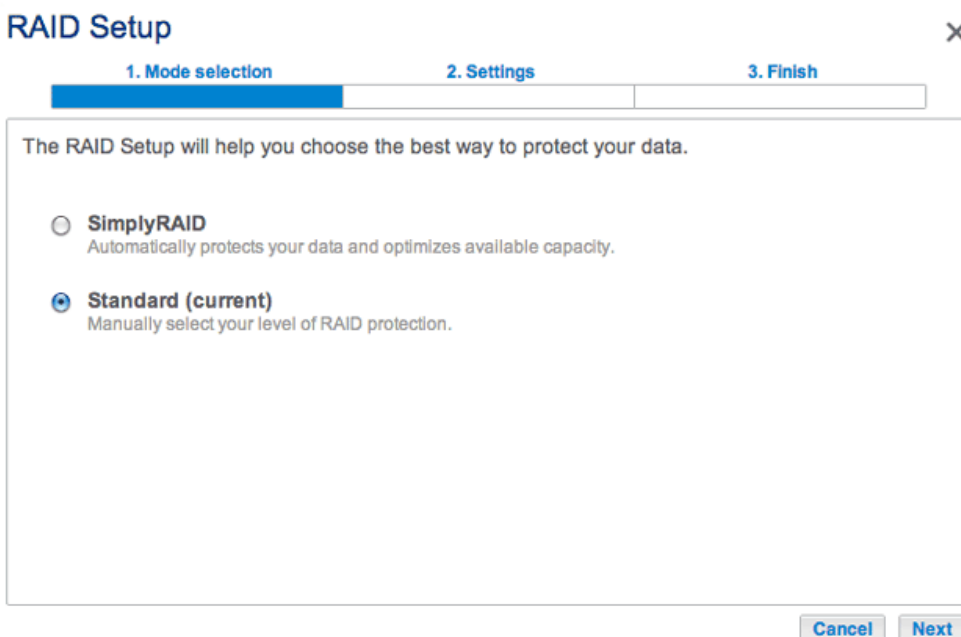 RAID Setup
1. Mode selection
2. Settings
3. Finish
The RAID Setup will help you choose the best way to protect your data.
SimplyRAID
Automatically protects your data and optimizes available capacity.
Standard (current)
Manually select your level of RAID protection.
Cancel
Next